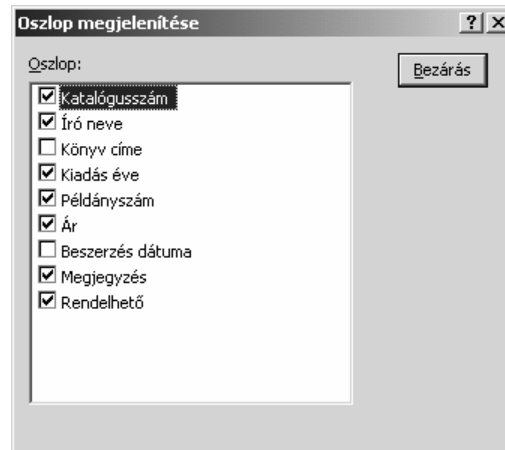 Oszlop megjelenítése
Oszlop:
Bezárás
Katalógusszám
Író neve
Könyv címe
Kiadás éve
Példányszám
Ár
Beszerzés dátuma
Megjegyzés
Rendelhető